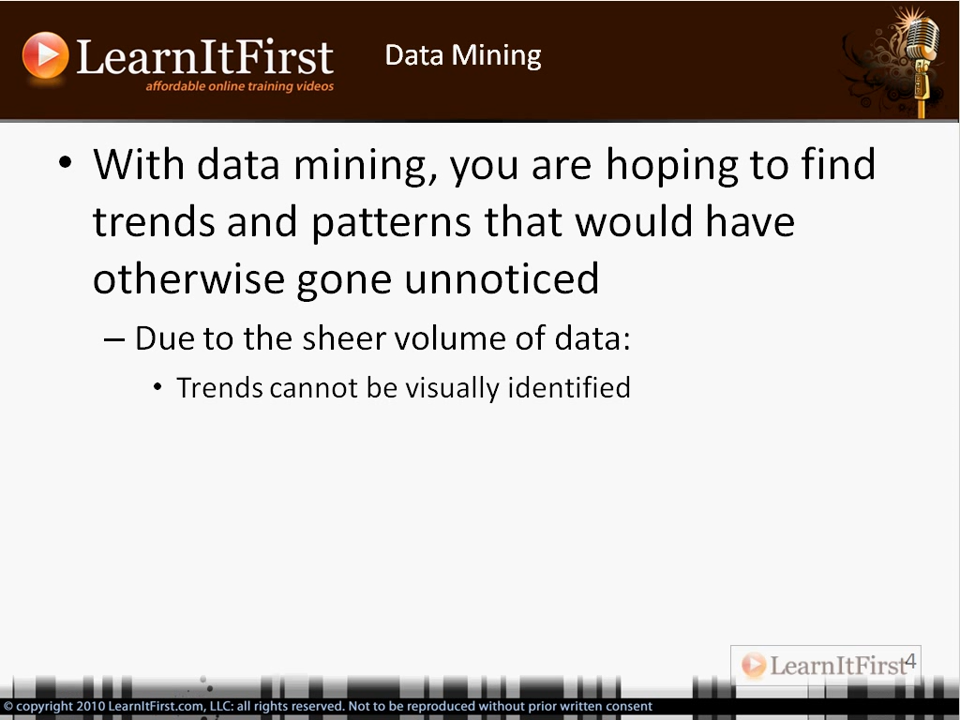 LearnItFirst
affordable online training videos
Data Mining
• With data mining, you are hoping to find
trends and patterns that would have
otherwise gone unnoticed
– Due to the sheer volume of data:
• Trends cannot be visually identified
LearnItFirst
4
© copyright 2010 LearnItFirst.com, LLC: all rights reserved. Not to be reproduced without prior written consent